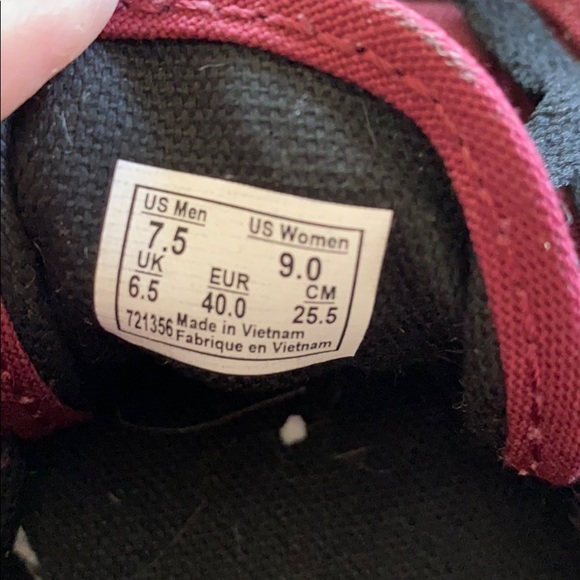 US Men US Women
7.5 9.0
UK EUR CM
6.5 40.0 25.5
721356 Made in Vietnam
Fabrique en Vietnam